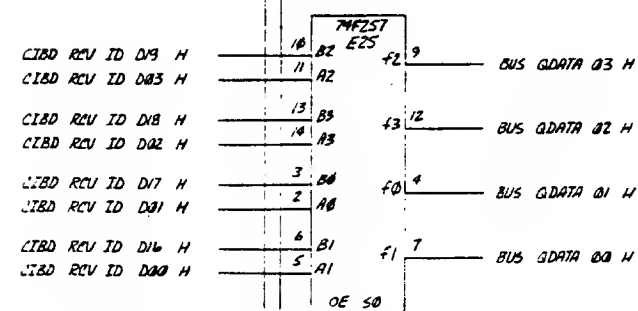 74F257
E25
CIBD RCV ID D19 H 10 B2 f2 9 BUS QDATA 03 H
CIBD RCV ID D03 H 11 A2
CIBD RCV ID D18 H 13 B3 f3 12 BUS QDATA 02 H
CIBD RCV ID D02 H 14 A3
CIBD RCV ID D17 H 3 B0 f0 4 BUS QDATA 01 H
CIBD RCV ID D01 H 2 A0
CIBD RCV ID D16 H 6 B1 f1 7 BUS QDATA 00 H
CIBD RCV ID D00 H 5 A1
OE S0